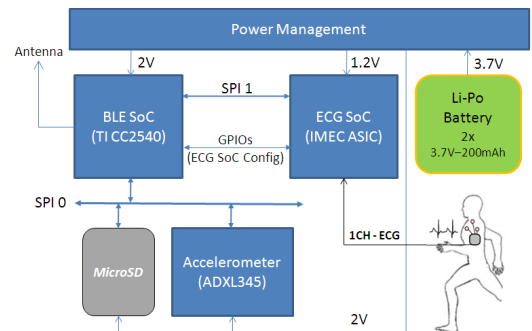 Power Management
Antenna
2V
1.2V
3.7V
BLE SoC
(TI CC2540)
SPI 1
GPIOs
(ECG SoC Config)
ECG SoC
(IMEC ASIC)
Li-Po
Battery
2x
3.7V–200mAh
SPI 0
1CH - ECG
MicroSD
Accelerometer
(ADXL345)
2V